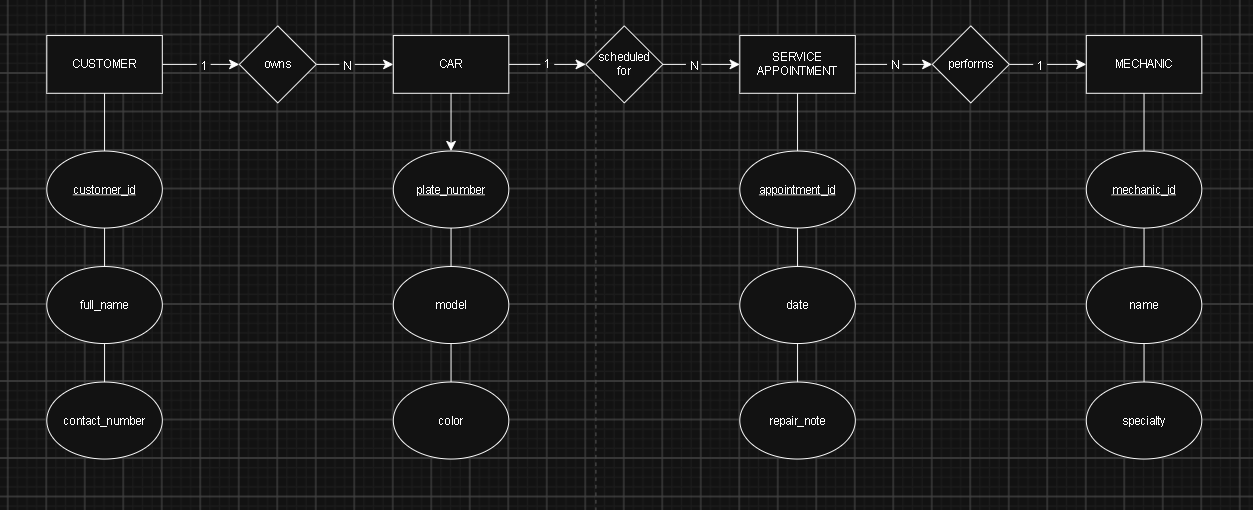 CUSTOMER
1
owns
N
CAR
1
scheduled
for
N
SERVICE
APPOINTMENT
N
performs
1
MECHANIC
customer_id
plate_number
appointment_id
mechanic_id
full_name
model
date
name
contact_number
color
repair_note
specialty